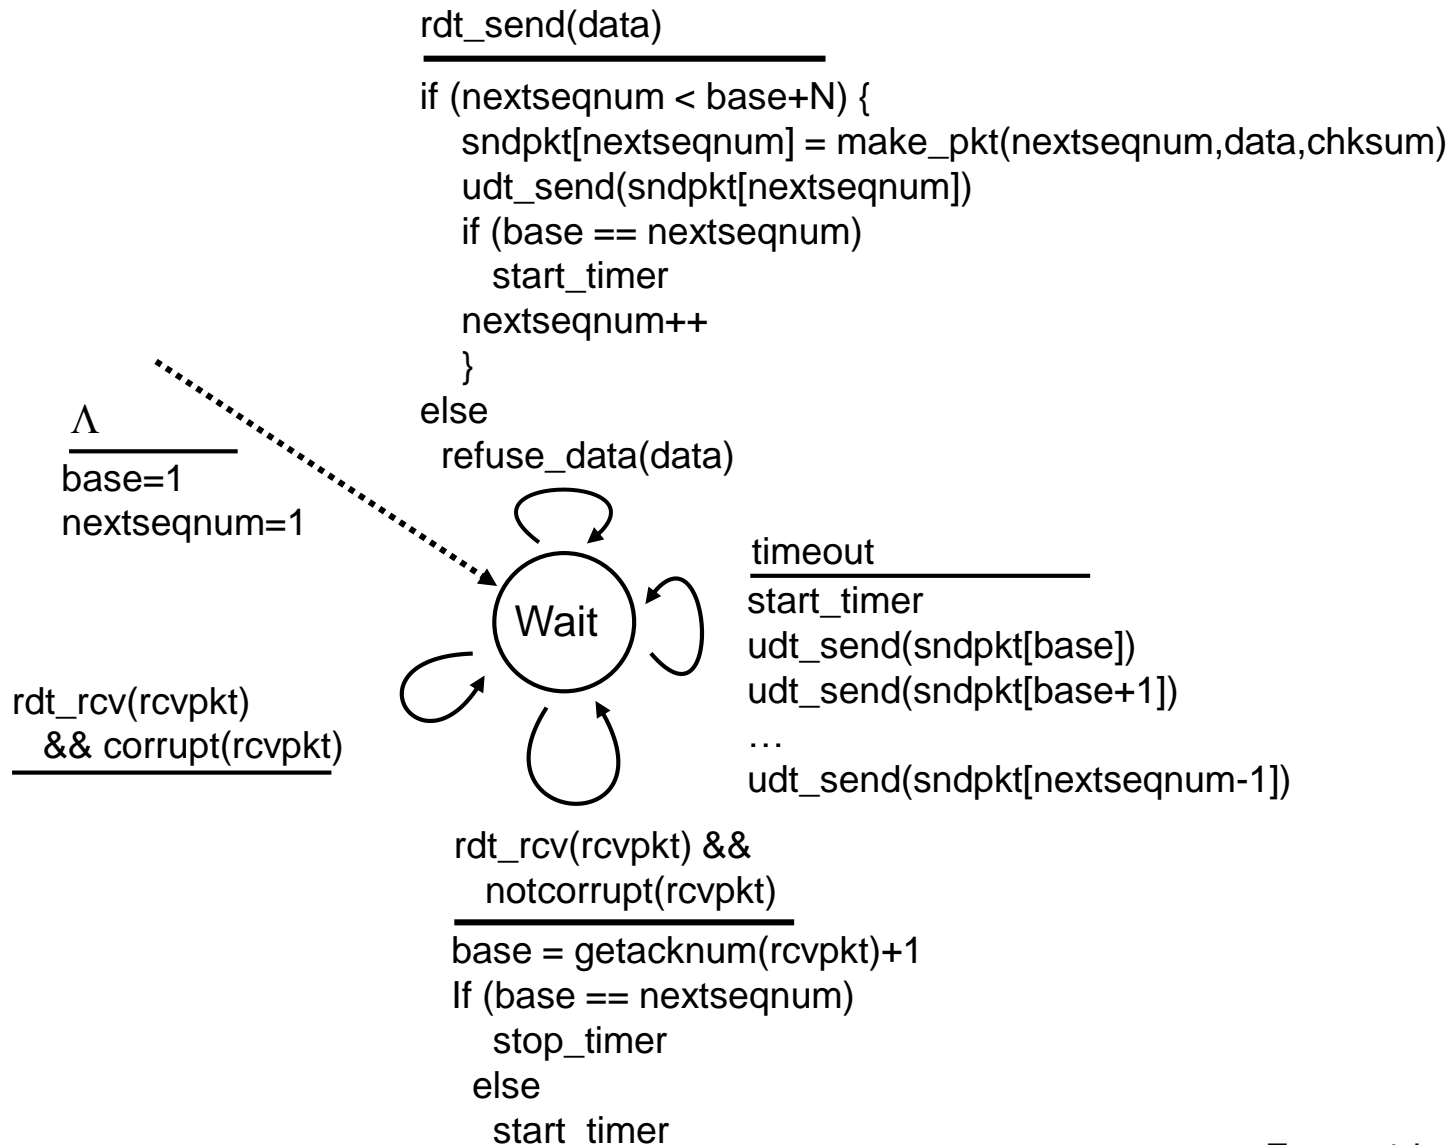 rdt_send(data)
if (nextseqnum < base+N) {
sndpkt[nextseqnum] = make_pkt(nextseqnum,data,chksum)
udt_send(sndpkt[nextseqnum])
if (base == nextseqnum)
start_timer
nextseqnum++
}
else
refuse_data(data)
Λ
base=1
nextseqnum=1
Wait
timeout
start_timer
udt_send(sndpkt[base])
udt_send(sndpkt[base+1])
…
udt_send(sndpkt[nextseqnum-1])
rdt_rcv(rcvpkt)
&& corrupt(rcvpkt)
rdt_rcv(rcvpkt) &&
notcorrupt(rcvpkt)
base = getacknum(rcvpkt)+1
If (base == nextseqnum)
stop_timer
else
start_timer